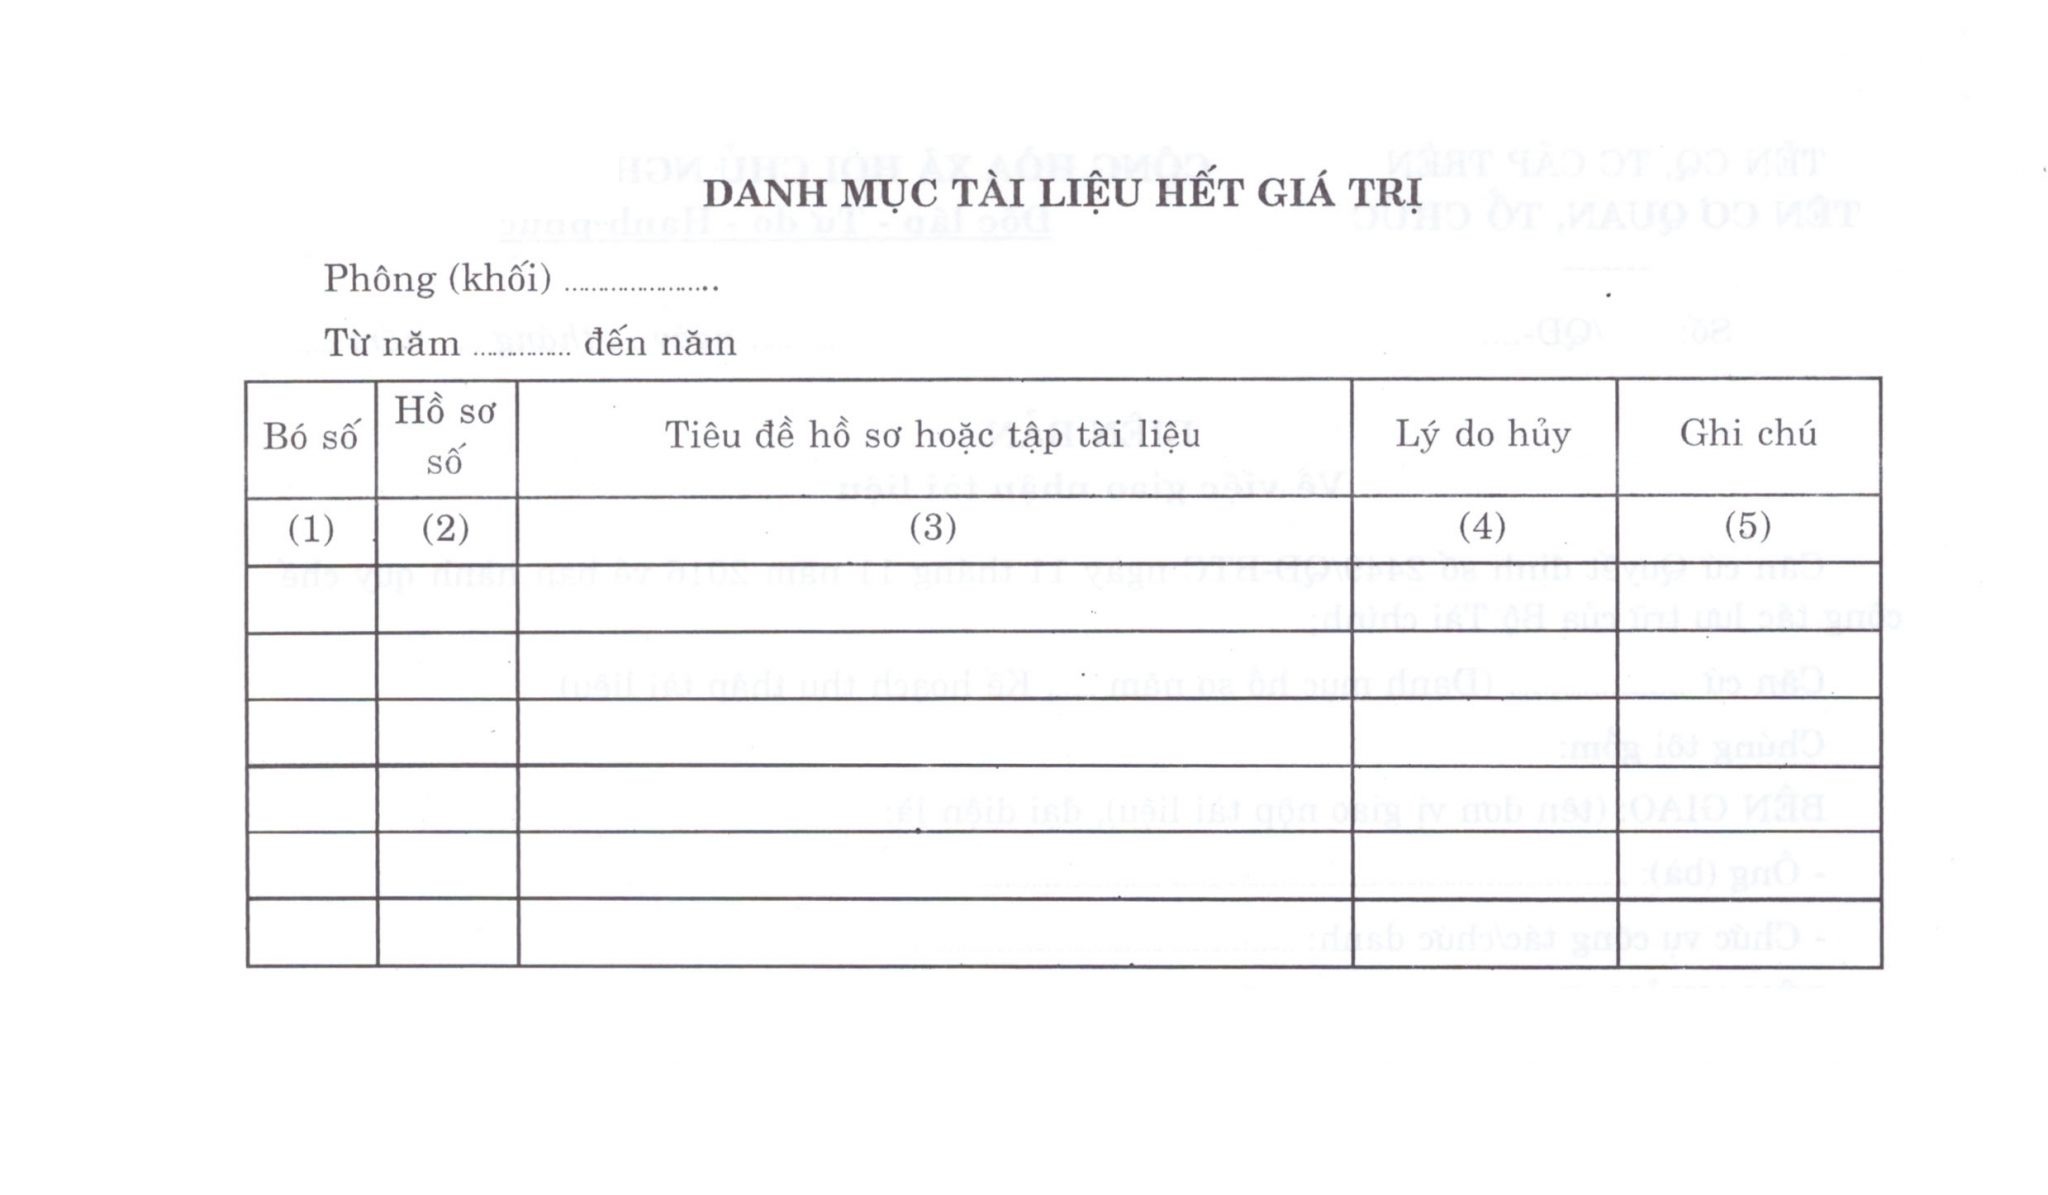 DANH MỤC TÀI LIỆU HẾT GIÁ TRỊ
Phông (khối) ......................
Từ năm .............. đến năm
Bó số
Hồ sơ
số
Tiêu đề hồ sơ hoặc tập tài liệu
Lý do hủy
Ghi chú
(1)
(2)
(3)
(4)
(5)